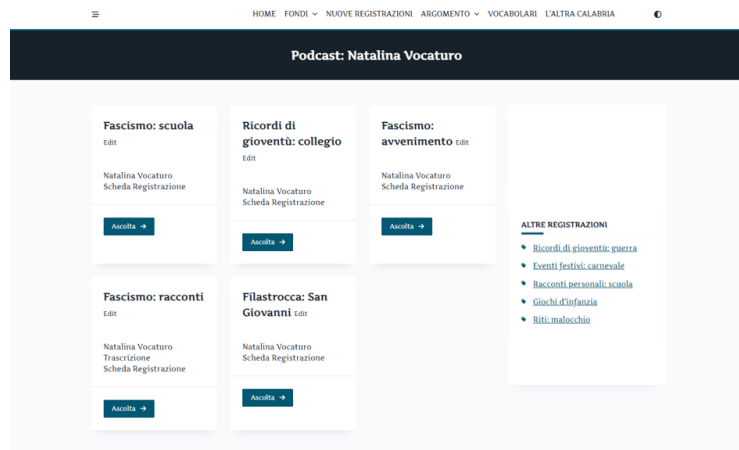 HOME FONDI NUOVE REGISTRAZIONI ARGOMENTO VOCABOLARI L'ALTRA CALABRIA
Podcast: Natalina Vocaturo
Fascismo: scuola
Edit
Natalina Vocaturo
Scheda Registrazione
Ascolta →
Ricordi di
gioventù: collegio
Edit
Natalina Vocaturo
Scheda Registrazione
Ascolta →
Fascismo:
avvenimento Edit
Natalina Vocaturo
Scheda Registrazione
Ascolta →
Fascismo: racconti
Edit
Natalina Vocaturo
Trascrizione
Scheda Registrazione
Ascolta →
Filastrocca: San
Giovanni Edit
Natalina Vocaturo
Scheda Registrazione
Ascolta →
ALTRE REGISTRAZIONI
Ricordi di gioventù: guerra
Eventi festivi: carnevale
Racconti personali: scuola
Giochi d'infanzia
Riti: malocchio